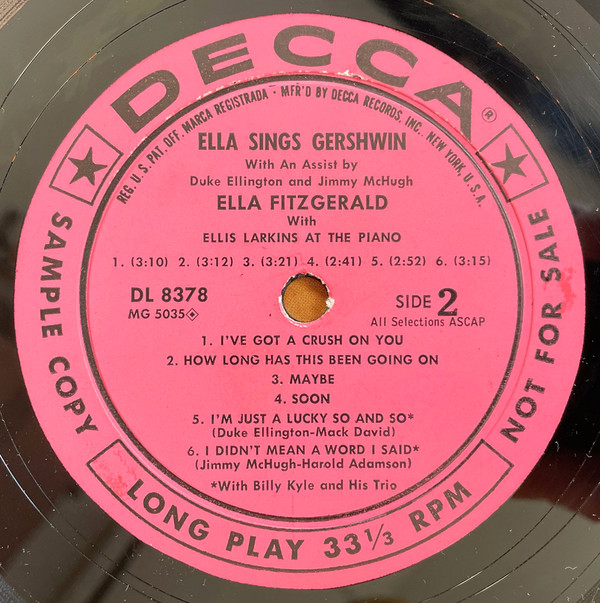 DECCA®
REG. U.S. PAT. OFF. MARCA REGISTRADA • MFR'D BY DECCA RECORDS, INC., NEW YORK, U.S.A.
ELLA SINGS GERSHWIN
With An Assist by
Duke Ellington and Jimmy McHugh
ELLA FITZGERALD
With
ELLIS LARKINS AT THE PIANO
1. (3:10) 2. (3:12) 3. (3:21) 4. (2:41) 5. (2:52) 6. (3:15)
DL 8378 SIDE 2
MG 5035 All Selections ASCAP
1. I'VE GOT A CRUSH ON YOU
2. HOW LONG HAS THIS BEEN GOING ON
3. MAYBE
4. SOON
5. I'M JUST A LUCKY SO AND SO*
(Duke Ellington-Mack David)
6. I DIDN'T MEAN A WORD I SAID*
(Jimmy McHugh-Harold Adamson)
*With Billy Kyle and His Trio
SAMPLE COPY
NOT FOR SALE
LONG PLAY 33 1/3 RPM